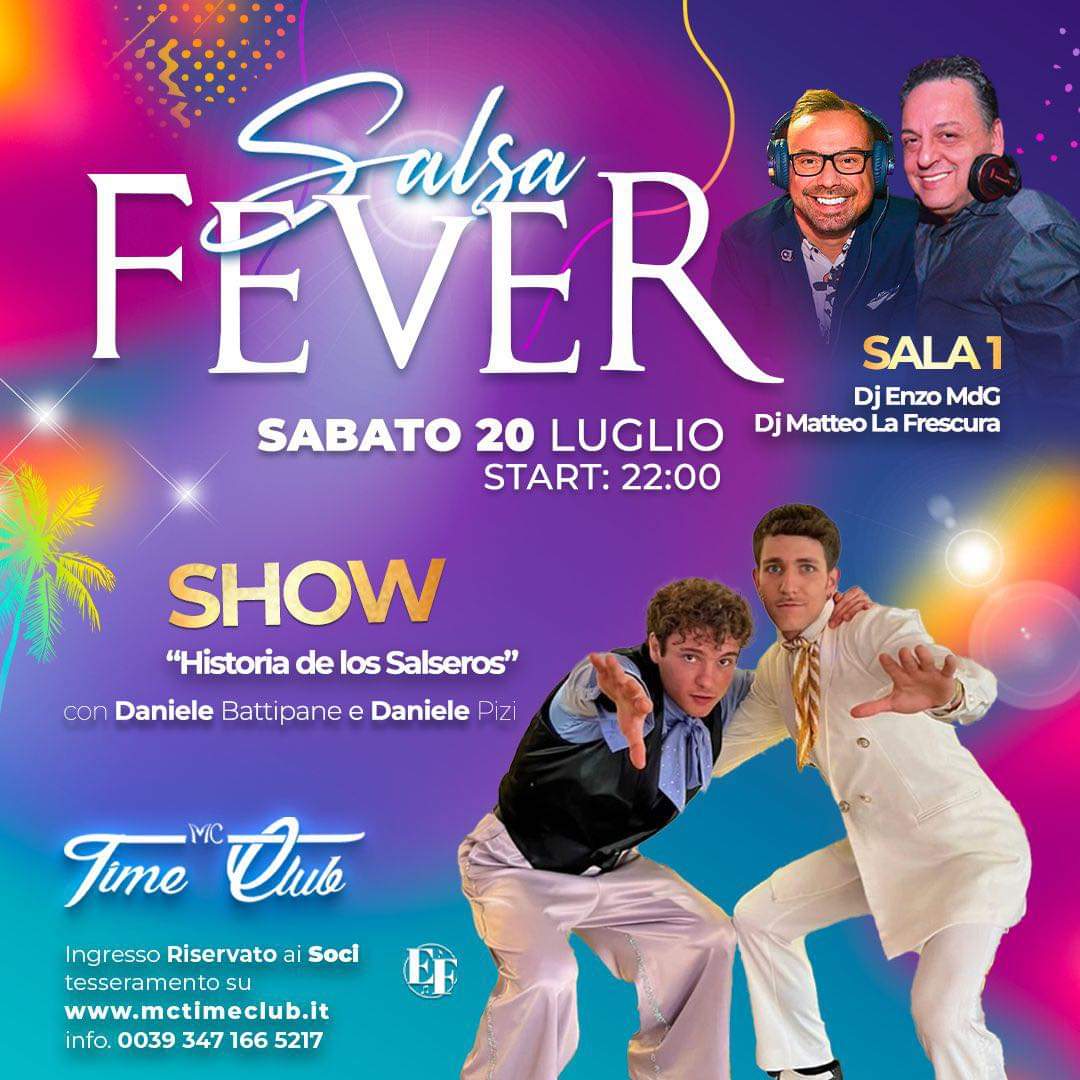 Salsa
FEVER
SABATO 20 LUGLIO
START: 22:00
SALA 1
Dj Enzo MdG
Dj Matteo La Frescura
SHOW
“Historia de los Salseros”
con Daniele Battipane e Daniele Pizi
MC
Time Club
Ingresso Riservato ai Soci
tesseramento su
www.mctimeclub.it
info. 0039 347 166 5217
EF